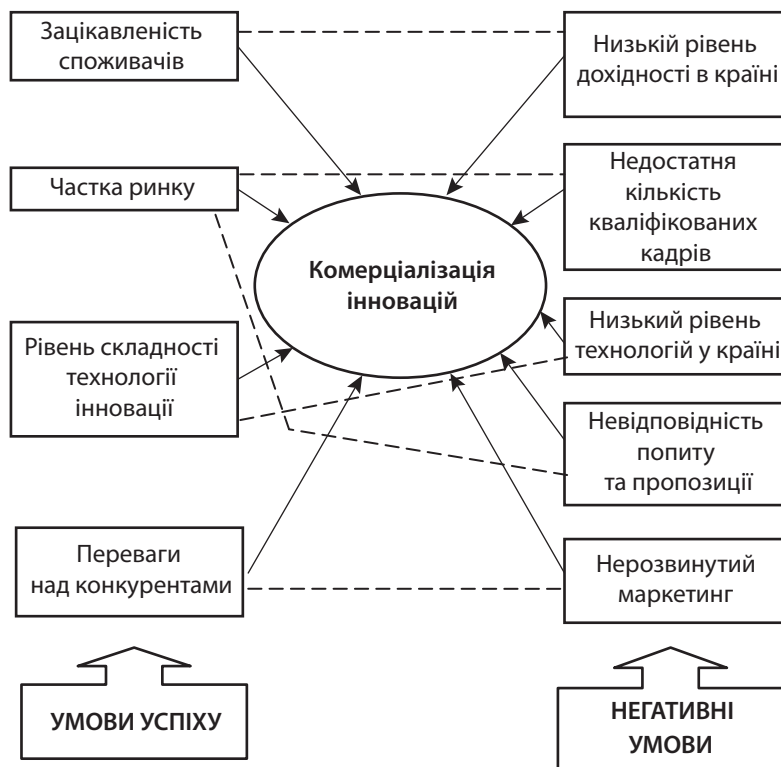 Зацікавленість
споживачів
Низькій рівень
дохідності в країні
Частка ринку
Недостатня
кількість
кваліфікованих
кадрів
Комерціалізація
інновацій
Рівень складності
технології
інновації
Низький рівень
технологій у країні
Невідповідність
попиту
та пропозиції
Переваги
над конкурентами
Нерозвинутий
маркетинг
УМОВИ УСПІХУ
НЕГАТИВНІ
УМОВИ